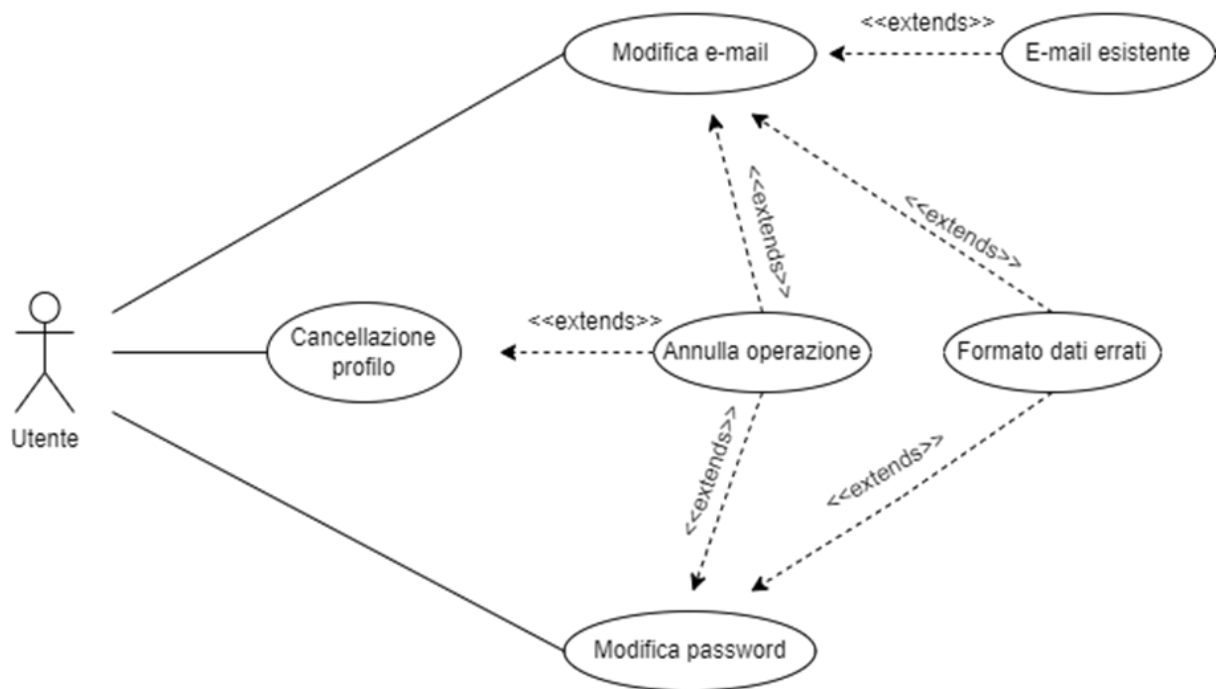 <<extends>>
Modifica e-mail
E-mail esistente
<<extends>>
<<extends>>
<<extends>>
Cancellazione
profilo
Annulla operazione
Formato dati errati
Utente
<<extends>>
<<extends>>
Modifica password